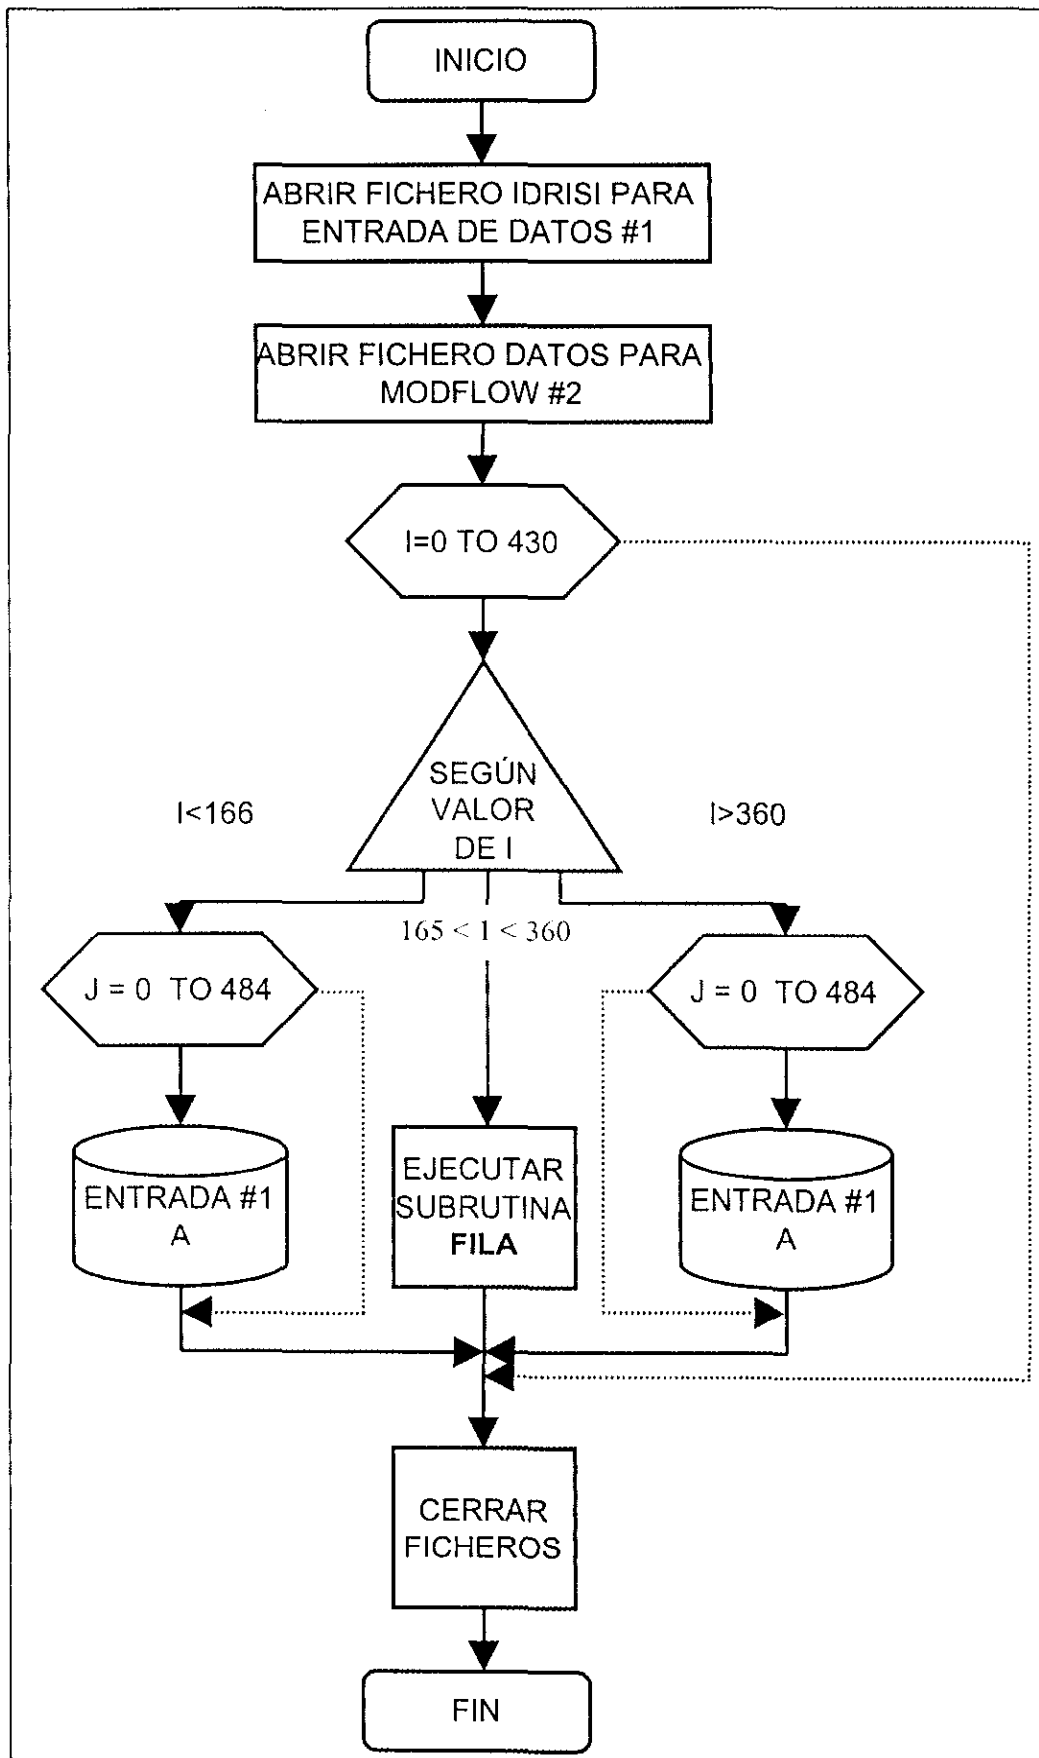 INICIO
ABRIR FICHERO IDRISI PARA
ENTRADA DE DATOS #1
ABRIR FICHERO DATOS PARA
MODFLOW #2
I=0 TO 430
SEGÚN
VALOR
DE I
I<166
I>360
165 < 1 < 360
J = 0 TO 484
J = 0 TO 484
ENTRADA #1
A
EJECUTAR
SUBRUTINA
FILA
ENTRADA #1
A
CERRAR
FICHEROS
FIN